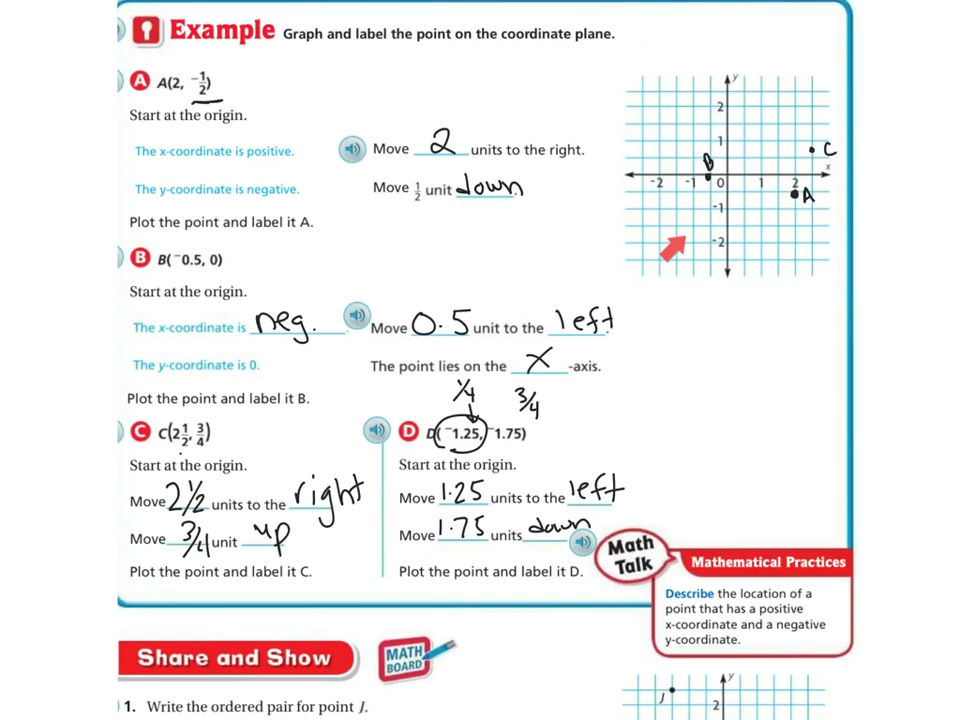 Example Graph and label the point on the coordinate plane.
A A(2, ⁻1/2)
Start at the origin.
The x-coordinate is positive. Move 2 units to the right.
The y-coordinate is negative. Move 1/2 unit down.
Plot the point and label it A.
B B(⁻0.5, 0)
Start at the origin.
The x-coordinate is neg. Move 0.5 unit to the left.
The y-coordinate is 0. The point lies on the x-axis.
Plot the point and label it B.
1/4 3/4
C C(2 1/2, 3/4)
Start at the origin.
Move 2 1/2 units to the right
Move 3/4 unit up
Plot the point and label it C.
D D(⁻1.25, ⁻1.75)
Start at the origin.
Move 1.25 units to the left
Move 1.75 units down
Plot the point and label it D.
y
2
1
B C
x
-2 -1 0 1 2
A
-1
-2
Math
Talk
Mathematical Practices
Describe the location of a
point that has a positive
x-coordinate and a negative
y-coordinate.
Share and Show
MATH
BOARD
1. Write the ordered pair for point J.
y
J
2